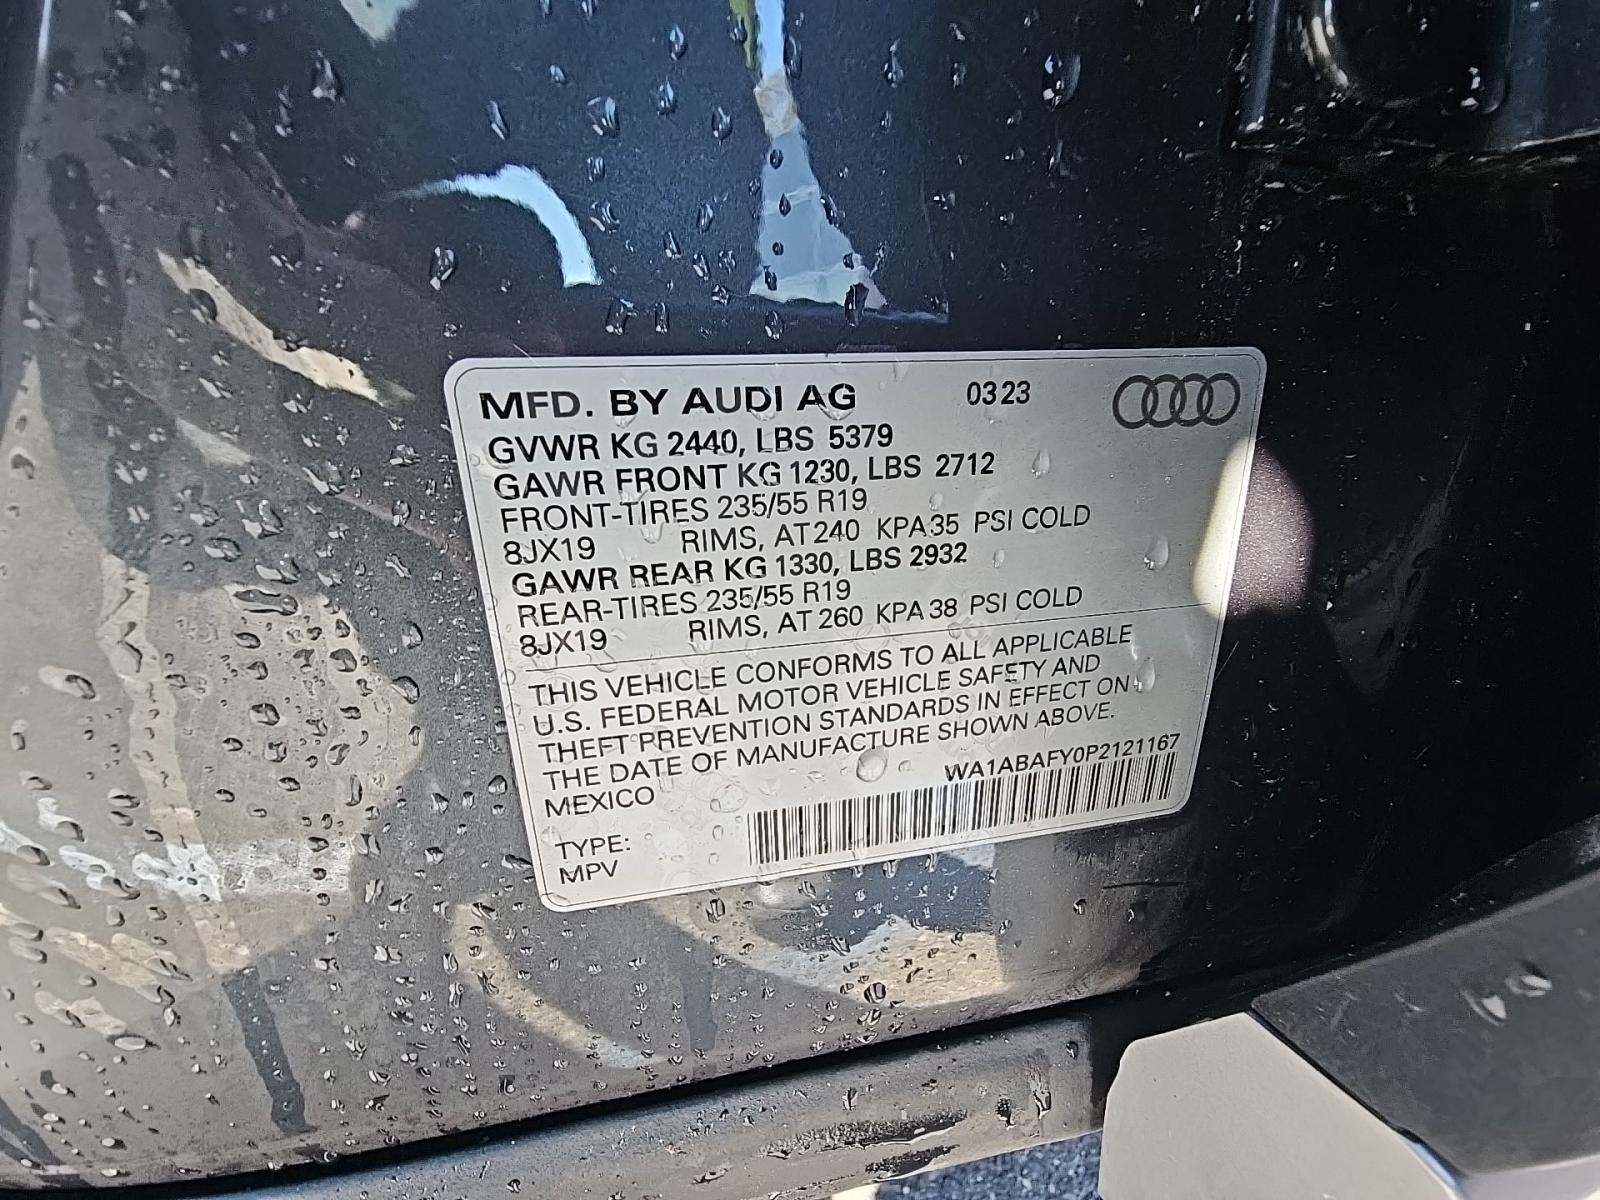 MFD. BY AUDI AG 03 23
GVWR KG 2440, LBS 5379
GAWR FRONT KG 1230, LBS 2712
FRONT-TIRES 235/55 R19
8JX19 RIMS, AT 240 KPA 35 PSI COLD
GAWR REAR KG 1330, LBS 2932
REAR-TIRES 235/55 R19
8JX19 RIMS, AT 260 KPA 38 PSI COLD
THIS VEHICLE CONFORMS TO ALL APPLICABLE
U.S. FEDERAL MOTOR VEHICLE SAFETY AND
THEFT PREVENTION STANDARDS IN EFFECT ON
THE DATE OF MANUFACTURE SHOWN ABOVE.
MEXICO WA1ABAFY0P2121167
TYPE:
MPV